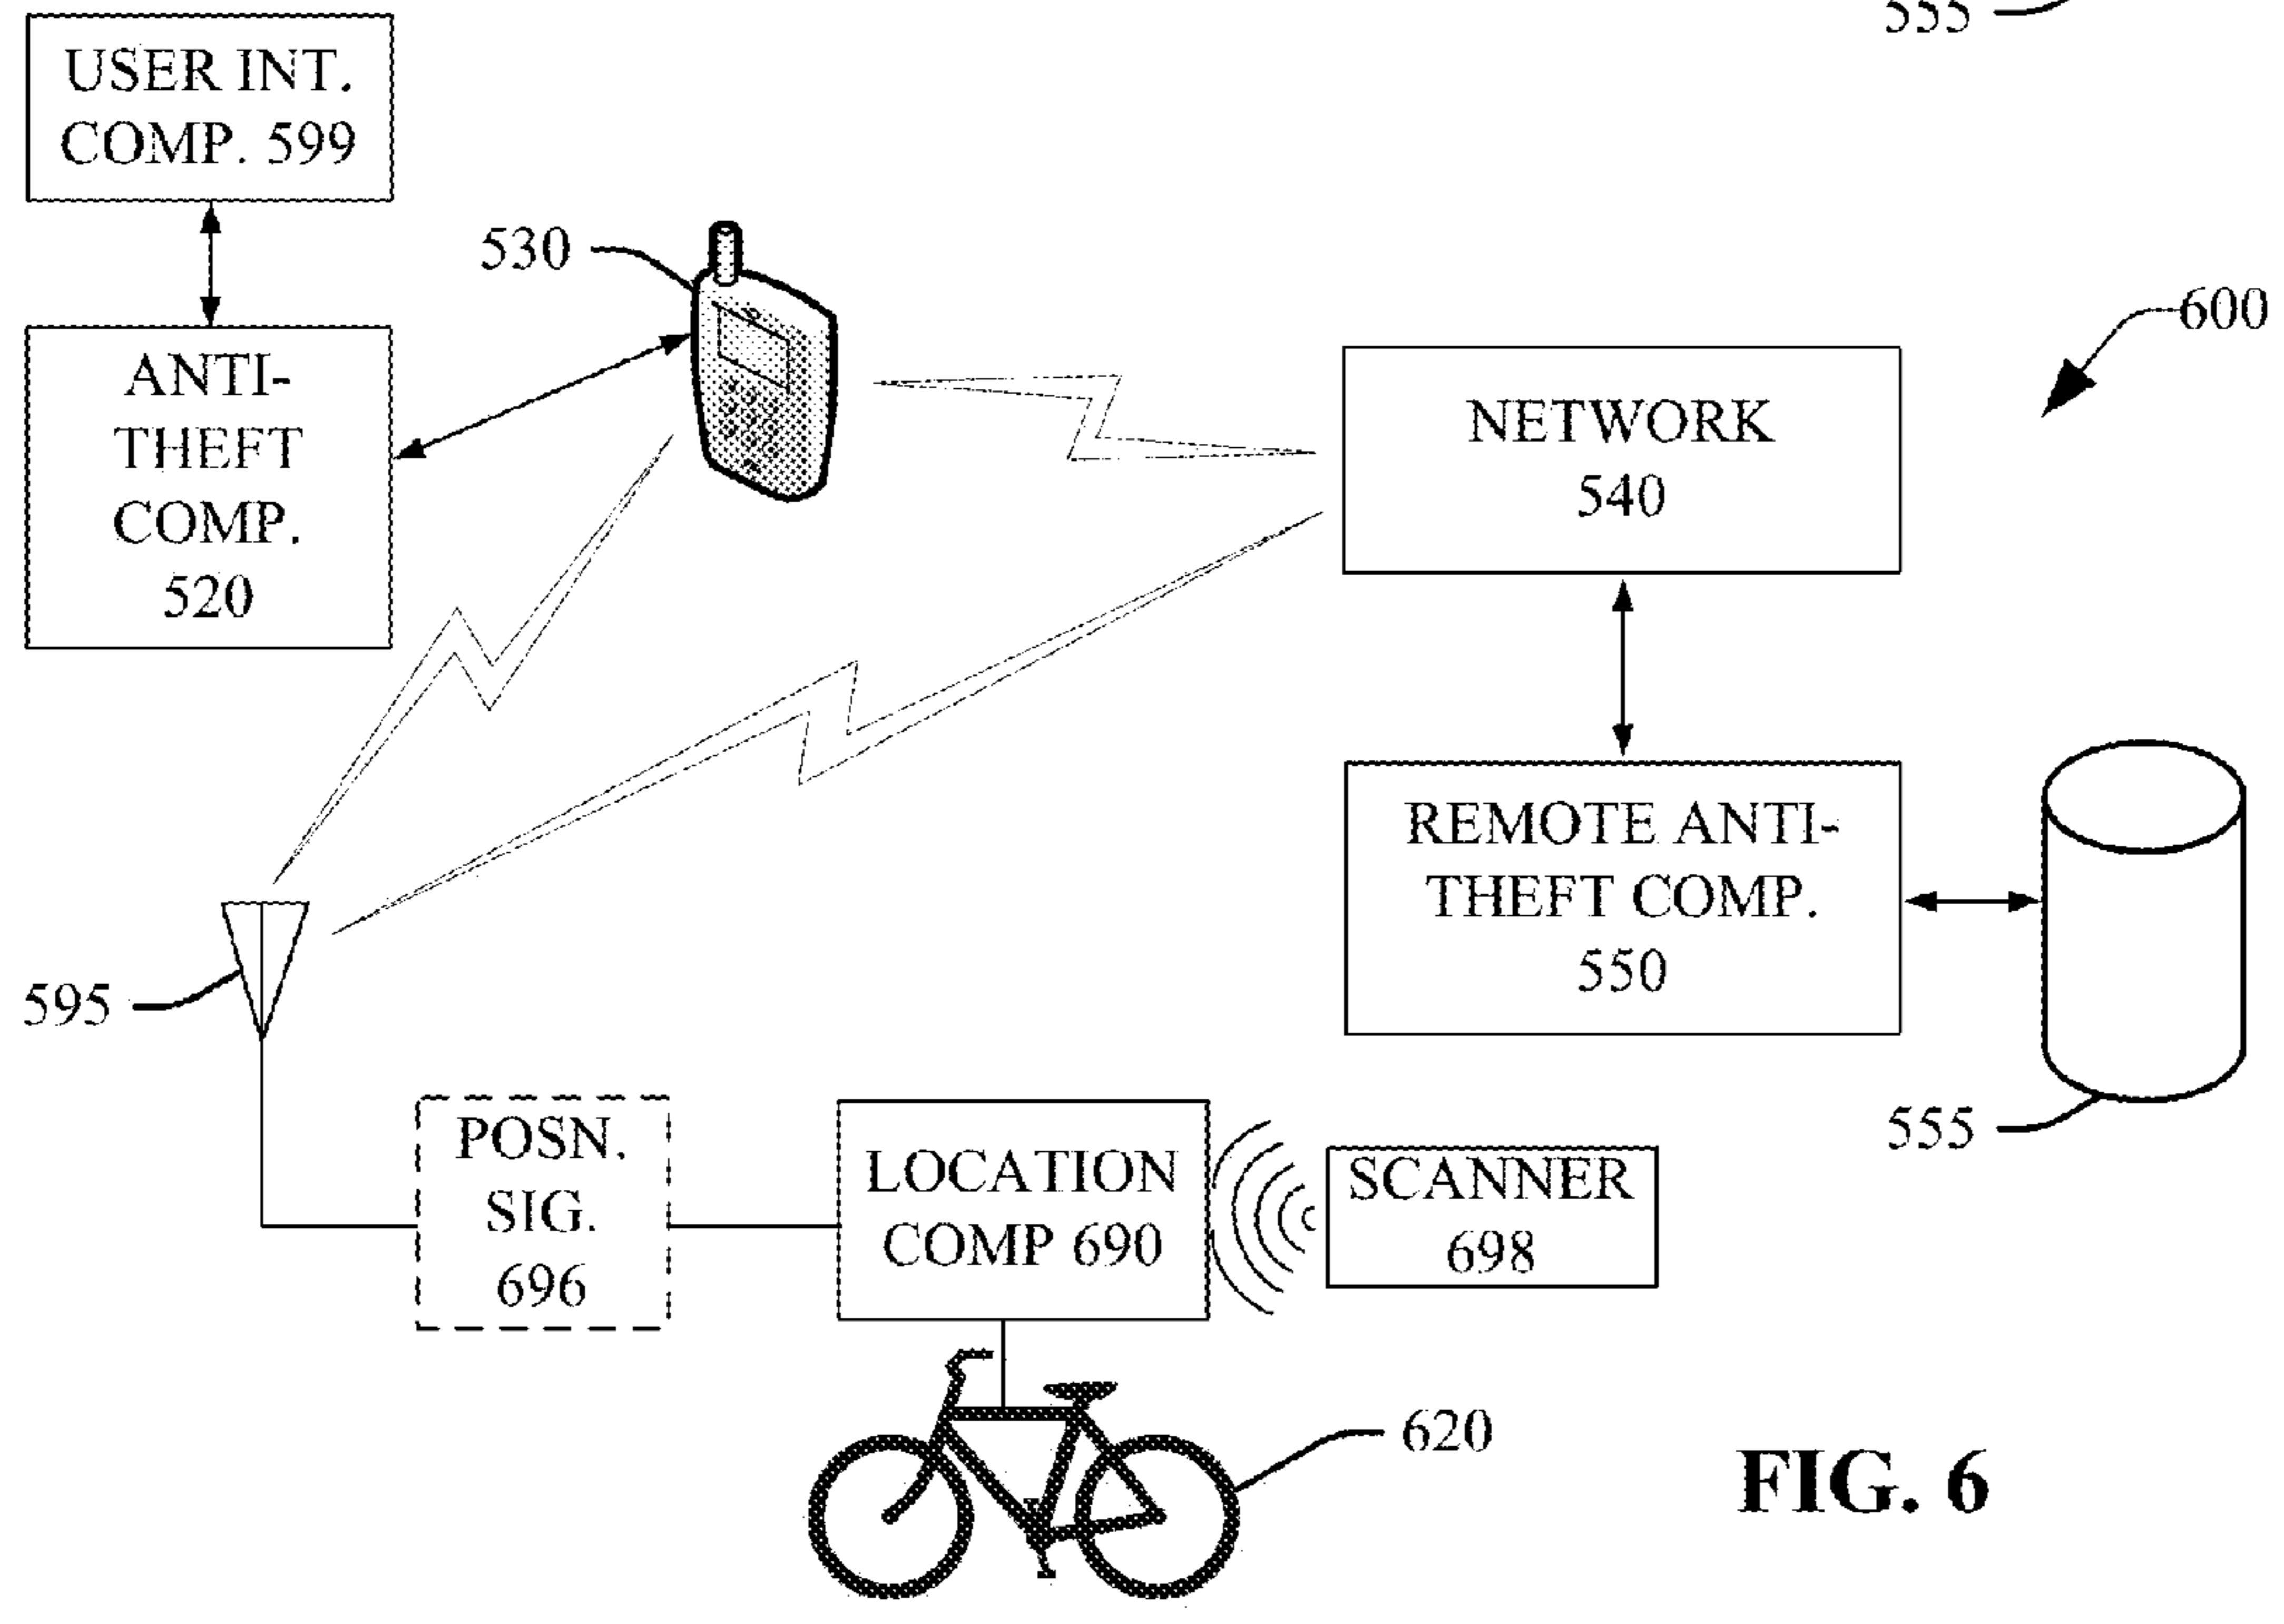 555
USER INT.
COMP. 599
530
600
ANTI-
THEFT
COMP.
520
NETWORK
540
REMOTE ANTI-
THEFT COMP.
550
595
555
POSN.
SIG.
696
LOCATION
COMP 690
SCANNER
698
620
FIG. 6